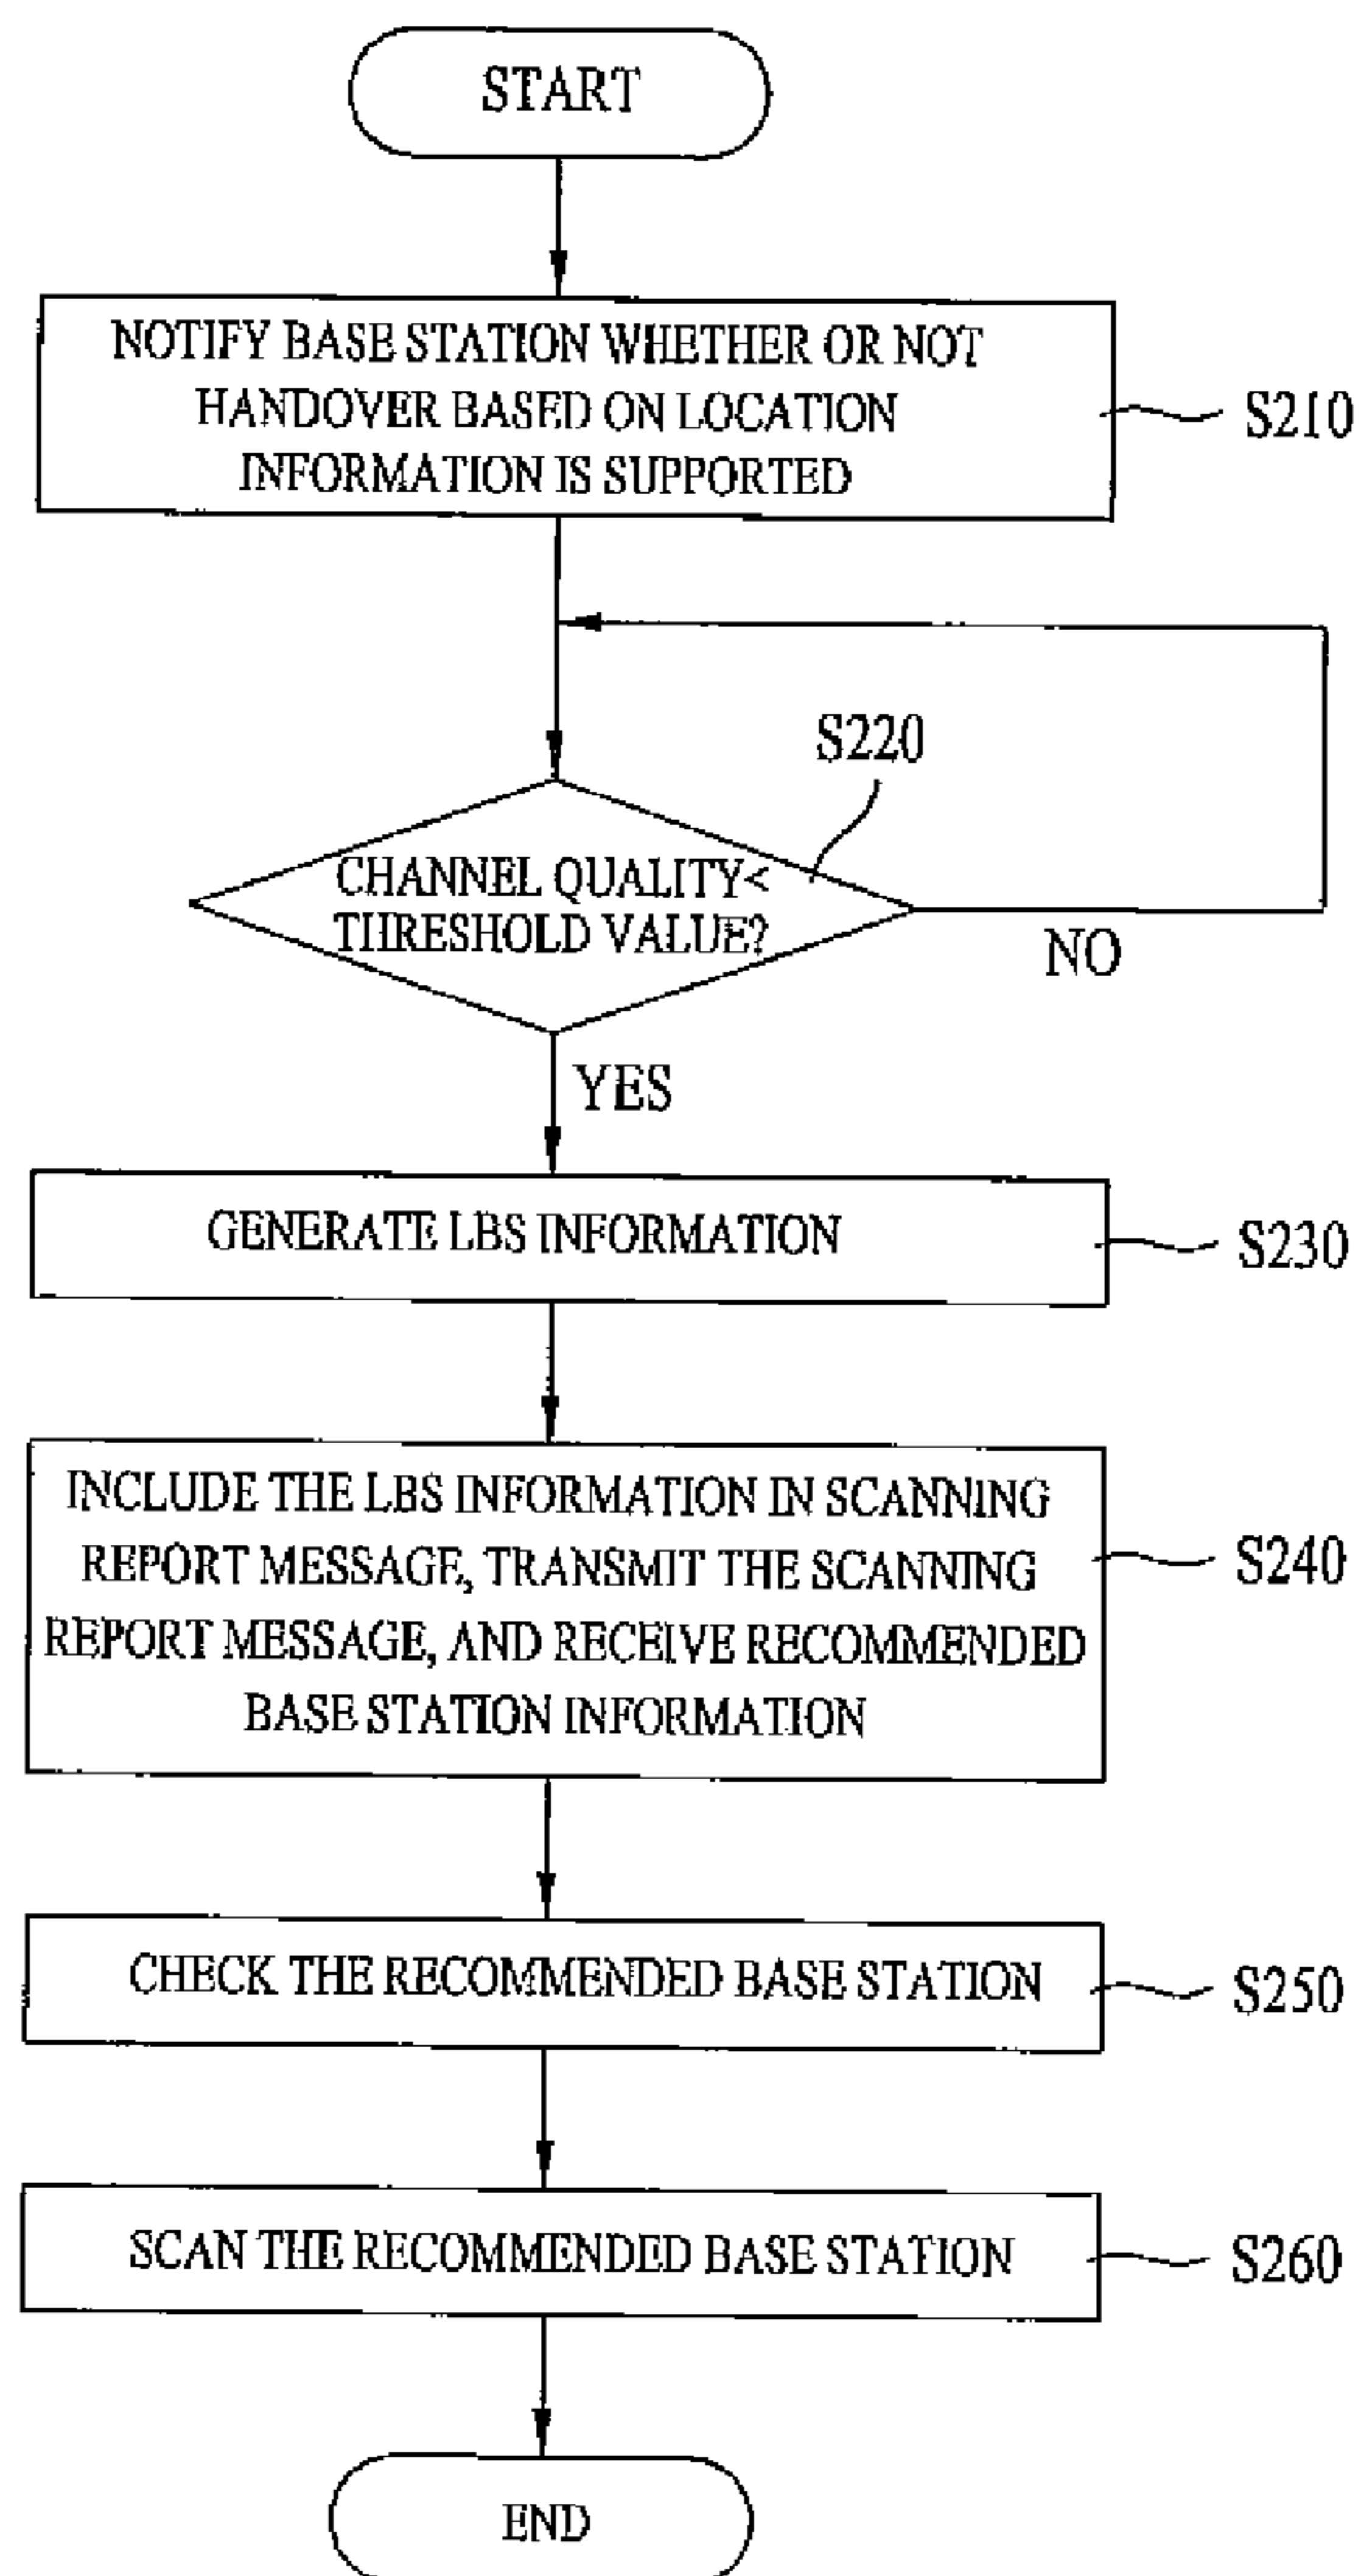 START
NOTIFY BASE STATION WHETHER OR NOT
HANDOVER BASED ON LOCATION
INFORMATION IS SUPPORTED
S210
S220
CHANNEL QUALITY<
THRESHOLD VALUE?
NO
YES
GENERATE LBS INFORMATION
S230
INCLUDE THE LBS INFORMATION IN SCANNING
REPORT MESSAGE, TRANSMIT THE SCANNING
REPORT MESSAGE, AND RECEIVE RECOMMENDED
BASE STATION INFORMATION
S240
CHECK THE RECOMMENDED BASE STATION
S250
SCAN THE RECOMMENDED BASE STATION
S260
END